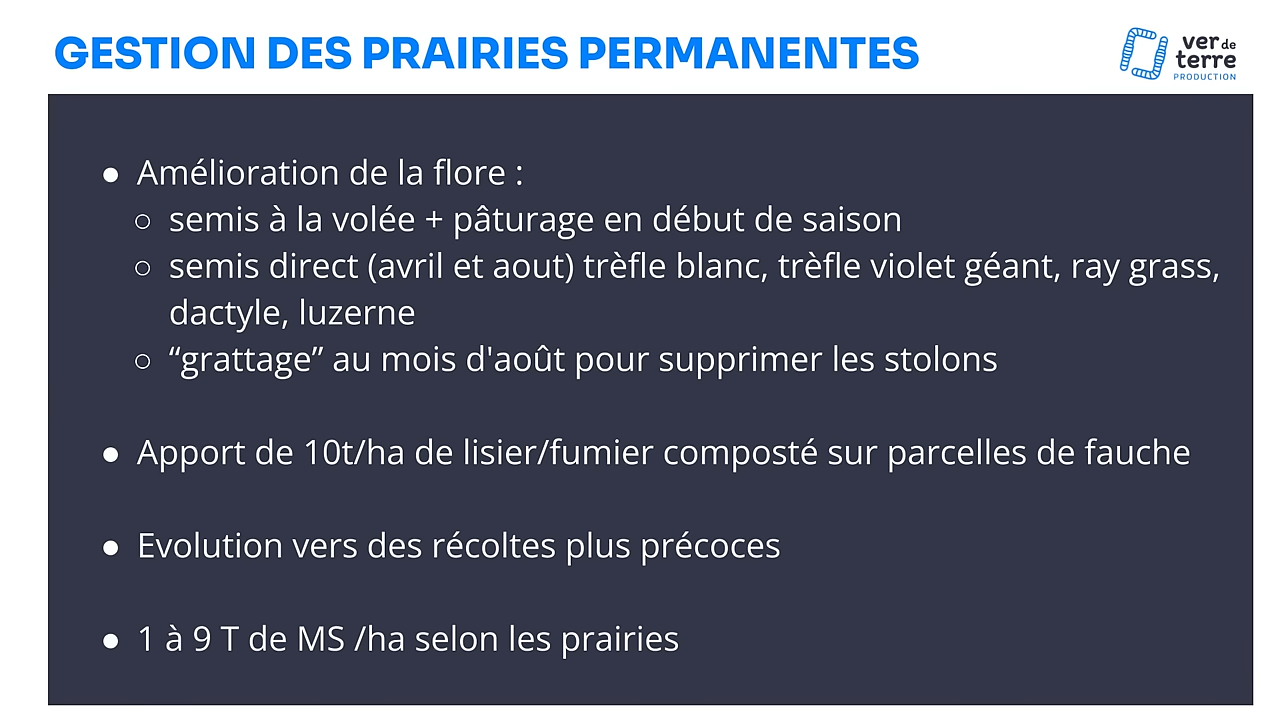 GESTION DES PRAIRIES PERMANENTES
ver de
terre
PRODUCTION
● Amélioration de la flore :
○ semis à la volée + pâturage en début de saison
○ semis direct (avril et aout) trèfle blanc, trèfle violet géant, ray grass,
dactyle, luzerne
○ “grattage” au mois d'août pour supprimer les stolons
● Apport de 10t/ha de lisier/fumier composté sur parcelles de fauche
● Evolution vers des récoltes plus précoces
● 1 à 9 T de MS /ha selon les prairies